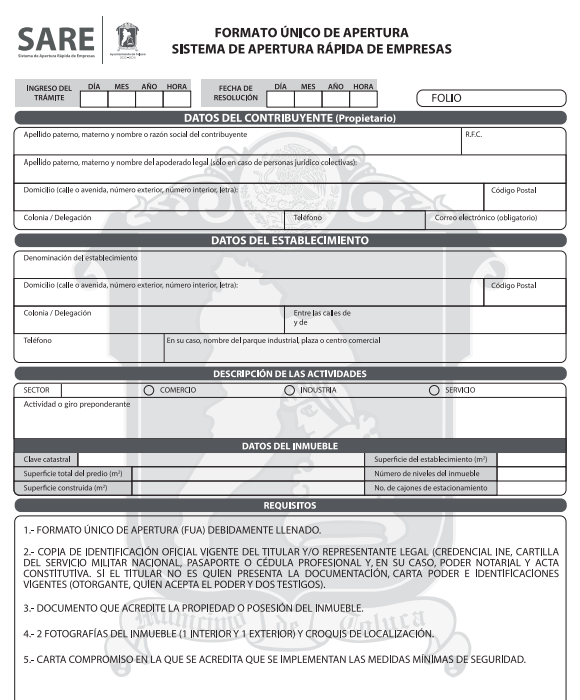 SARE
Sistema de Apertura Rápida de Empresas
FORMATO ÚNICO DE APERTURA
SISTEMA DE APERTURA RÁPIDA DE EMPRESAS
INGRESO DEL TRÁMITE DÍA MES AÑO HORA
FECHA DE RESOLUCIÓN DÍA MES AÑO HORA
FOLIO
DATOS DEL CONTRIBUYENTE (Propietario)
Apellido paterno, materno y nombre o razón social del contribuyente R.F.C.
Apellido paterno, materno y nombre del apoderado legal (sólo en caso de personas jurídico colectivas):
Domicilio (calle o avenida, número exterior, número interior, letra): Código Postal
Colonia / Delegación Teléfono Correo electrónico (obligatorio)
DATOS DEL ESTABLECIMIENTO
Denominación del establecimiento
Domicilio (calle o avenida, número exterior, número interior, letra): Código Postal
Colonia / Delegación Entre las calles de
y de
Teléfono En su caso, nombre del parque industrial, plaza o centro comercial
DESCRIPCIÓN DE LAS ACTIVIDADES
SECTOR COMERCIO INDUSTRIA SERVICIO
Actividad o giro preponderante
DATOS DEL INMUEBLE
Clave catastral Superficie del establecimiento (m²)
Superficie total del predio (m²) Número de niveles del inmueble
Superficie construida (m²) No. de cajones de estacionamiento
REQUISITOS
1.- FORMATO ÚNICO DE APERTURA (FUA) DEBIDAMENTE LLENADO.
2.- COPIA DE IDENTIFICACIÓN OFICIAL VIGENTE DEL TITULAR Y/O REPRESENTANTE LEGAL (CREDENCIAL INE, CARTILLA
DEL SERVICIO MILITAR NACIONAL, PASAPORTE O CÉDULA PROFESIONAL Y, EN SU CASO, PODER NOTARIAL Y ACTA
CONSTITUTIVA. SÍ EL TITULAR NO ES QUIEN PRESENTA LA DOCUMENTACIÓN, CARTA PODER E IDENTIFICACIONES
VIGENTES (OTORGANTE, QUIEN ACEPTA EL PODER Y DOS TESTIGOS).
3.- DOCUMENTO QUE ACREDITE LA PROPIEDAD O POSESIÓN DEL INMUEBLE.
Municipio de Toluca
4.- 2 FOTOGRAFÍAS DEL INMUEBLE (1 INTERIOR Y 1 EXTERIOR) Y CROQUIS DE LOCALIZACIÓN.
5.- CARTA COMPROMISO EN LA QUE SE ACREDITA QUE SE IMPLEMENTAN LAS MEDIDAS MÍNIMAS DE SEGURIDAD.